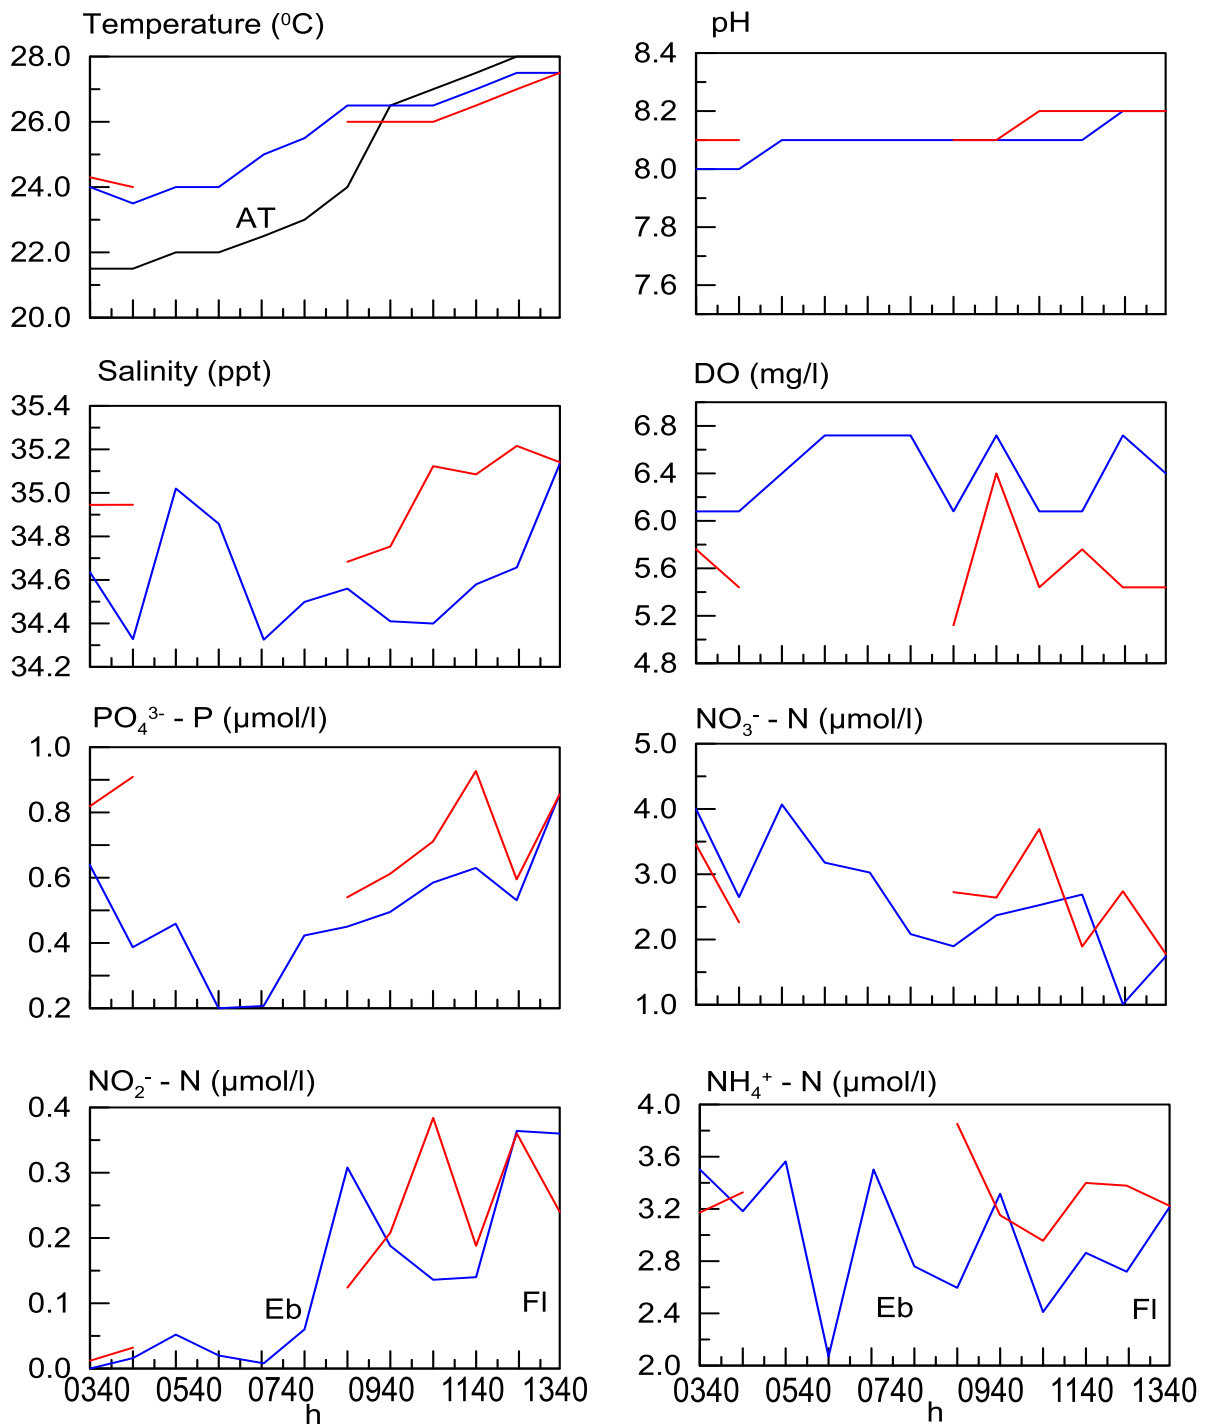 Temperature (⁰C)
28.0
26.0
24.0
22.0
20.0
AT
pH
8.4
8.2
8.0
7.8
7.6
Salinity (ppt)
35.4
35.2
35.0
34.8
34.6
34.4
34.2
DO (mg/l)
6.8
6.4
6.0
5.6
5.2
4.8
PO₄³⁻ - P (µmol/l)
1.0
0.8
0.6
0.4
0.2
NO₃⁻ - N (µmol/l)
5.0
4.0
3.0
2.0
1.0
NO₂⁻ - N (µmol/l)
0.4
0.3
0.2
0.1
0.0
Eb
Fl
0340 0540 0740 0940 1140 1340
h
NH₄⁺ - N (µmol/l)
4.0
3.6
3.2
2.8
2.4
2.0
Eb
Fl
0340 0540 0740 0940 1140 1340
h